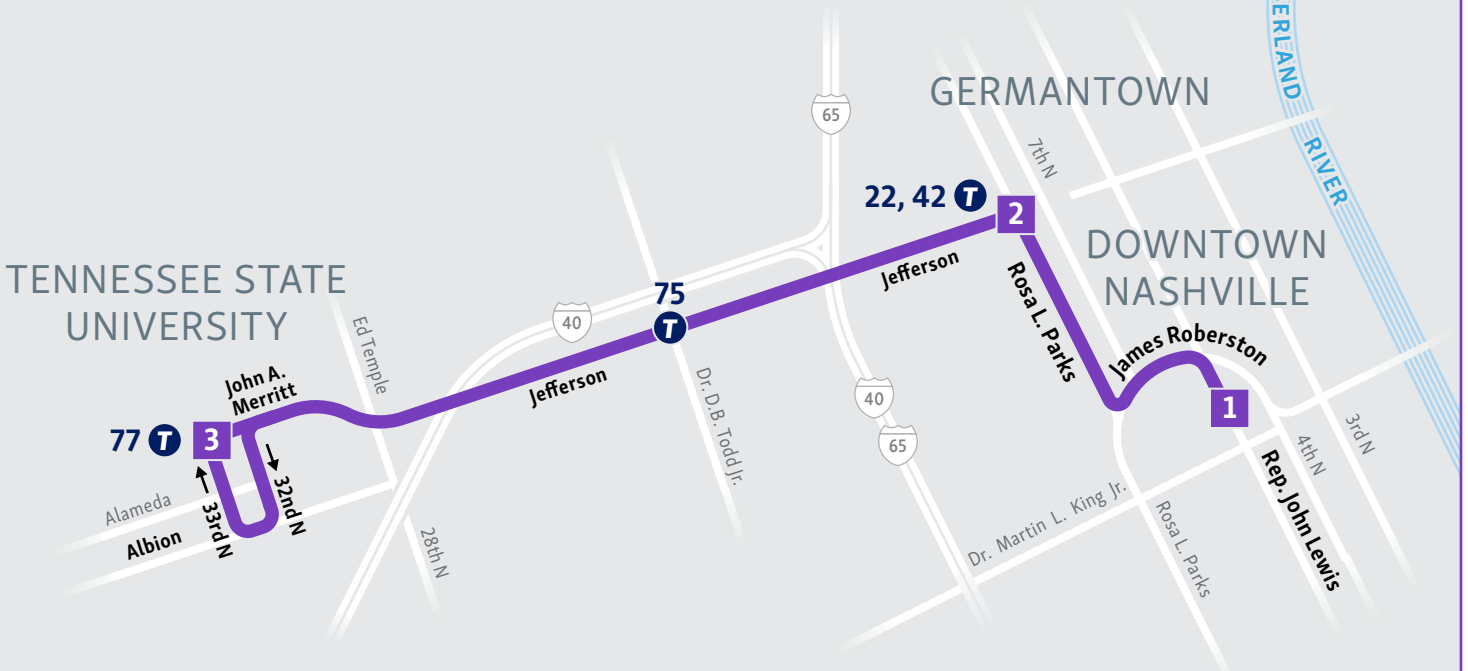 ERLAND
RIVER
GERMANTOWN
65
7th N
22, 42 T
2
DOWNTOWN
NASHVILLE
Jefferson
Rosa L. Parks
TENNESSEE STATE
UNIVERSITY
75
T
40
Ed Temple
James Roberston
John A.
Merritt
Jefferson
Dr. D.B. Todd Jr.
40
65
1
77 T
3
3rd N
4th N
Alameda
Albion
33rd N
32nd N
28th N
Dr. Martin L. King Jr.
Rosa L. Parks
Rep. John Lewis